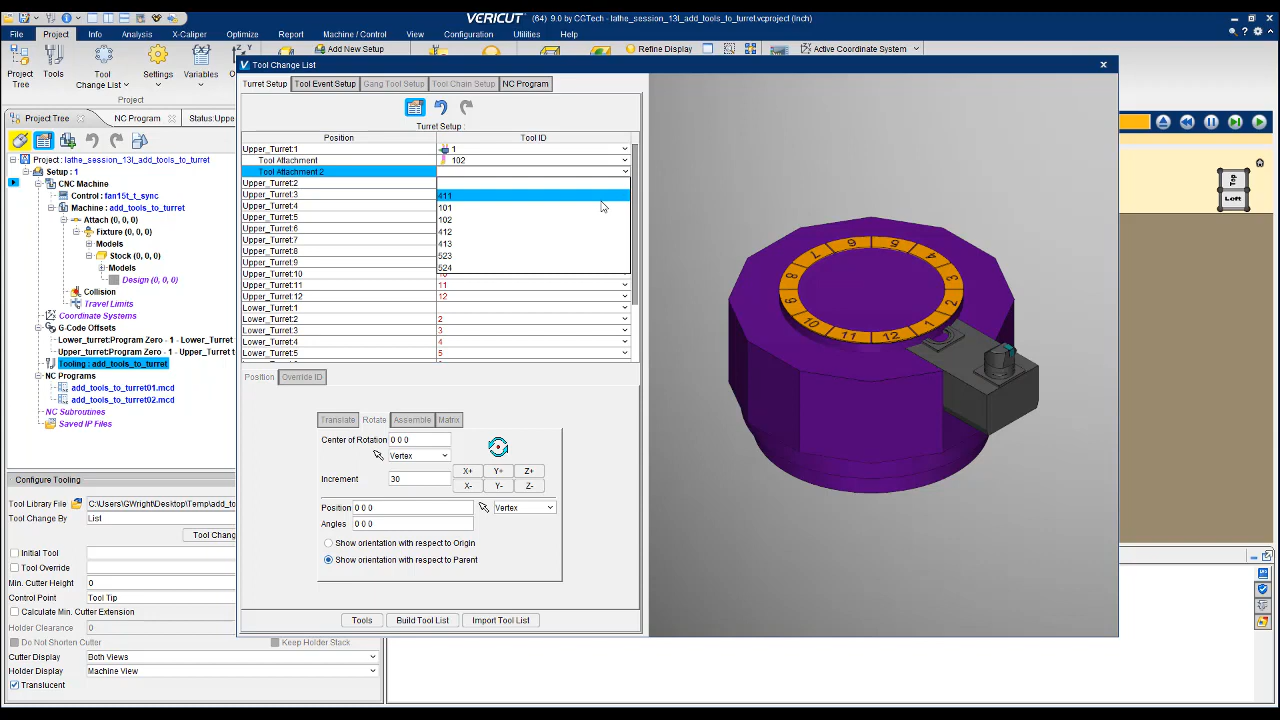 VERICUT (64) 9.0 by CGTech - lathe_session_13l_add_tools_to_turret.vcproject (Inch)
File Project Info Analysis X-Caliper Optimize Report Machine / Control View Configuration Utilities Help
Add New Setup
Refine Display
Active Coordinate System
Project Tree
Tools
Tool Change List
Settings
Variables
Project
Project Tree
NC Program
Status:Uppe
Project: lathe_session_13l_add_tools_to_turret
Setup : 1
CNC Machine
Control : fan15t_t_sync
Machine : add_tools_to_turret
Attach (0, 0, 0)
Fixture (0, 0, 0)
Models
Stock (0, 0, 0)
Models
Design (0, 0, 0)
Collision
Travel Limits
Coordinate Systems
G-Code Offsets
Lower_turret:Program Zero - 1 - Lower_Turret
Upper_turret:Program Zero - 1 - Upper_Turret t
Tooling : add_tools_to_turret
NC Programs
add_tools_to_turret01.mcd
add_tools_to_turret02.mcd
NC Subroutines
Saved IP Files
Configure Tooling
Tool Library File
C:\Users\GWright\Desktop\Temp\add_to
Tool Change By
List
Tool Chang
Initial Tool
Tool Override
Min. Cutter Height
0
Control Point
Tool Tip
Calculate Min. Cutter Extension
Holder Clearance
0
Do Not Shorten Cutter
Keep Holder Stack
Cutter Display
Both Views
Holder Display
Machine View
Translucent
Tool Change List
Turret Setup
Tool Event Setup
Gang Tool Setup
Tool Chain Setup
NC Program
Turret Setup :
Position
Tool ID
Upper_Turret:1
1
Tool Attachment
102
Tool Attachment 2
Upper_Turret:2
Upper_Turret:3
411
Upper_Turret:4
101
Upper_Turret:5
102
Upper_Turret:6
412
Upper_Turret:7
413
Upper_Turret:8
523
Upper_Turret:9
524
Upper_Turret:10
Upper_Turret:11
11
Upper_Turret:12
12
Lower_Turret:1
Lower_Turret:2
2
Lower_Turret:3
3
Lower_Turret:4
4
Lower_Turret:5
5
Position
Override ID
Translate
Rotate
Assemble
Matrix
Center of Rotation
0 0 0
Vertex
Increment
30
X+ Y+ Z+
X- Y- Z-
Position
0 0 0
Vertex
Angles
0 0 0
Show orientation with respect to Origin
Show orientation with respect to Parent
Tools
Build Tool List
Import Tool List
6 5
7
8
9
10
11
12
1
2
Top
Left